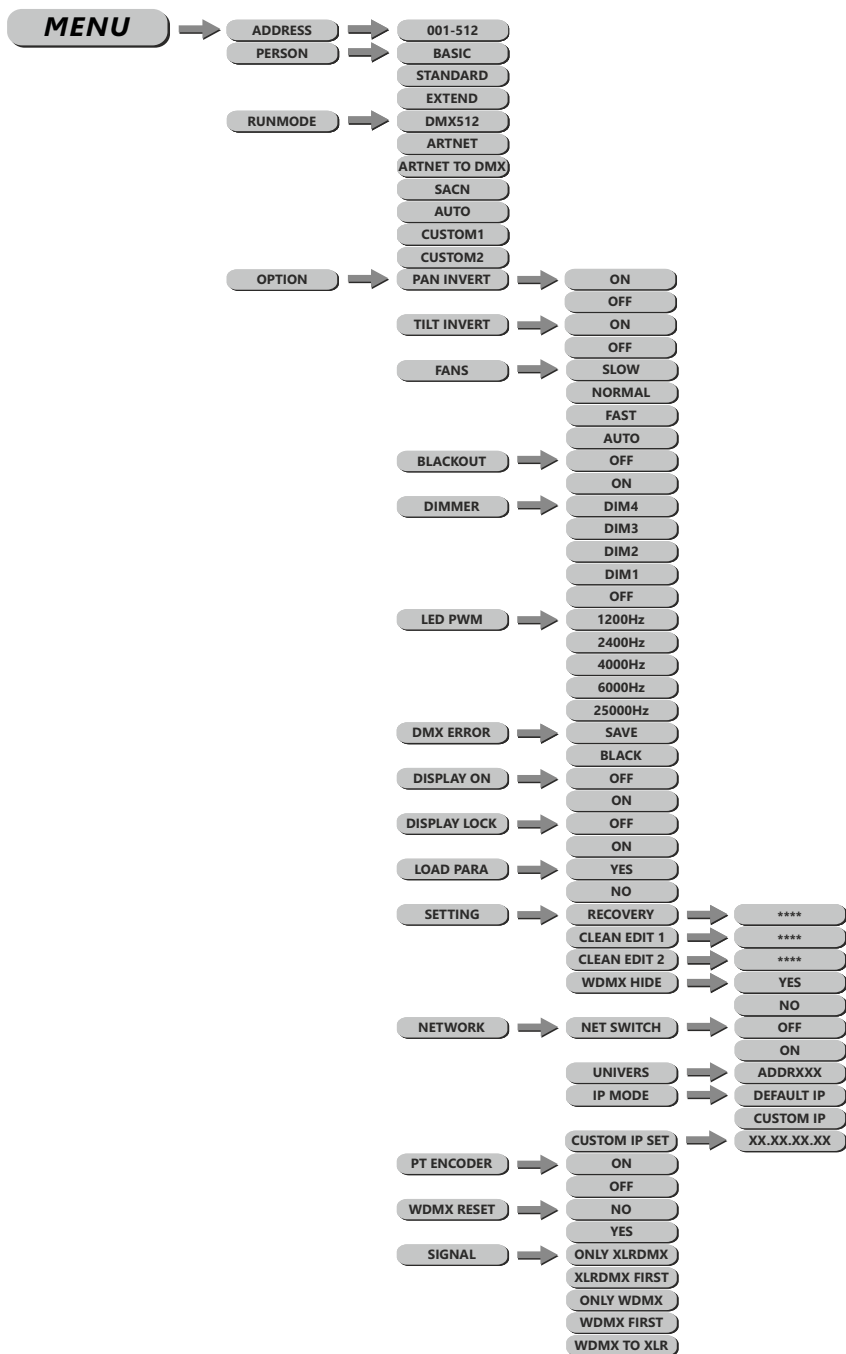 MENU ADDRESS 001-512
PERSON BASIC
STANDARD
EXTEND
RUNMODE DMX512
ARTNET
ARTNET TO DMX
SACN
AUTO
CUSTOM1
CUSTOM2
OPTION PAN INVERT ON
OFF
TILT INVERT ON
OFF
FANS SLOW
NORMAL
FAST
AUTO
BLACKOUT OFF
ON
DIMMER DIM4
DIM3
DIM2
DIM1
OFF
LED PWM 1200Hz
2400Hz
4000Hz
6000Hz
25000Hz
DMX ERROR SAVE
BLACK
DISPLAY ON OFF
ON
DISPLAY LOCK OFF
ON
LOAD PARA YES
NO
SETTING RECOVERY ****
CLEAN EDIT 1 ****
CLEAN EDIT 2 ****
WDMX HIDE YES
NO
NETWORK NET SWITCH OFF
ON
UNIVERS ADDRXXX
IP MODE DEFAULT IP
CUSTOM IP
CUSTOM IP SET XX.XX.XX.XX
PT ENCODER ON
OFF
WDMX RESET NO
YES
SIGNAL ONLY XLRDMX
XLRDMX FIRST
ONLY WDMX
WDMX FIRST
WDMX TO XLR